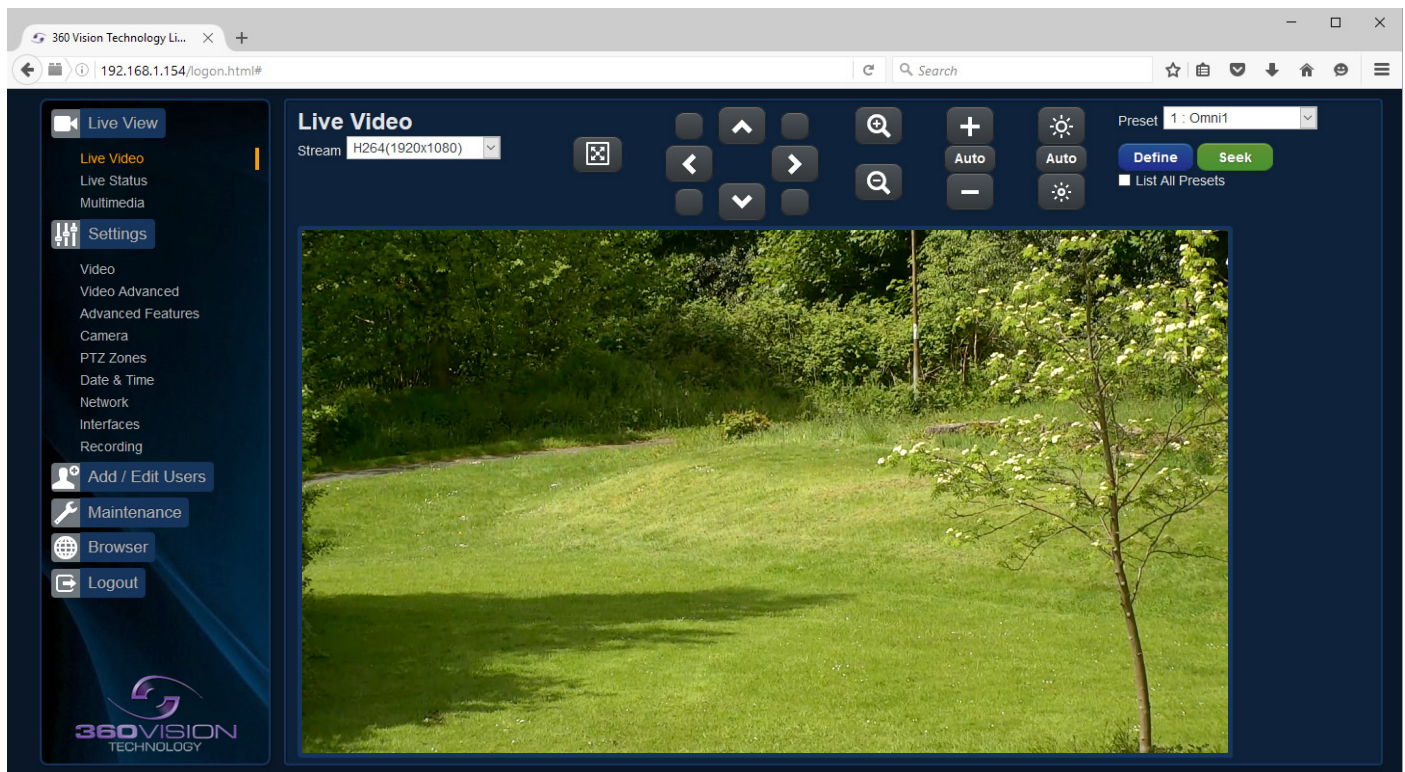 360 Vision Technology Li...
192.168.1.154/logon.html#
Search
Live View
Live Video
Live Status
Multimedia
Settings
Video
Video Advanced
Advanced Features
Camera
PTZ Zones
Date & Time
Network
Interfaces
Recording
Add / Edit Users
Maintenance
Browser
Logout
360VISION
TECHNOLOGY
Live Video
Stream H264(1920x1080)
Auto
Auto
Preset 1 : Omni1
Define Seek
List All Presets